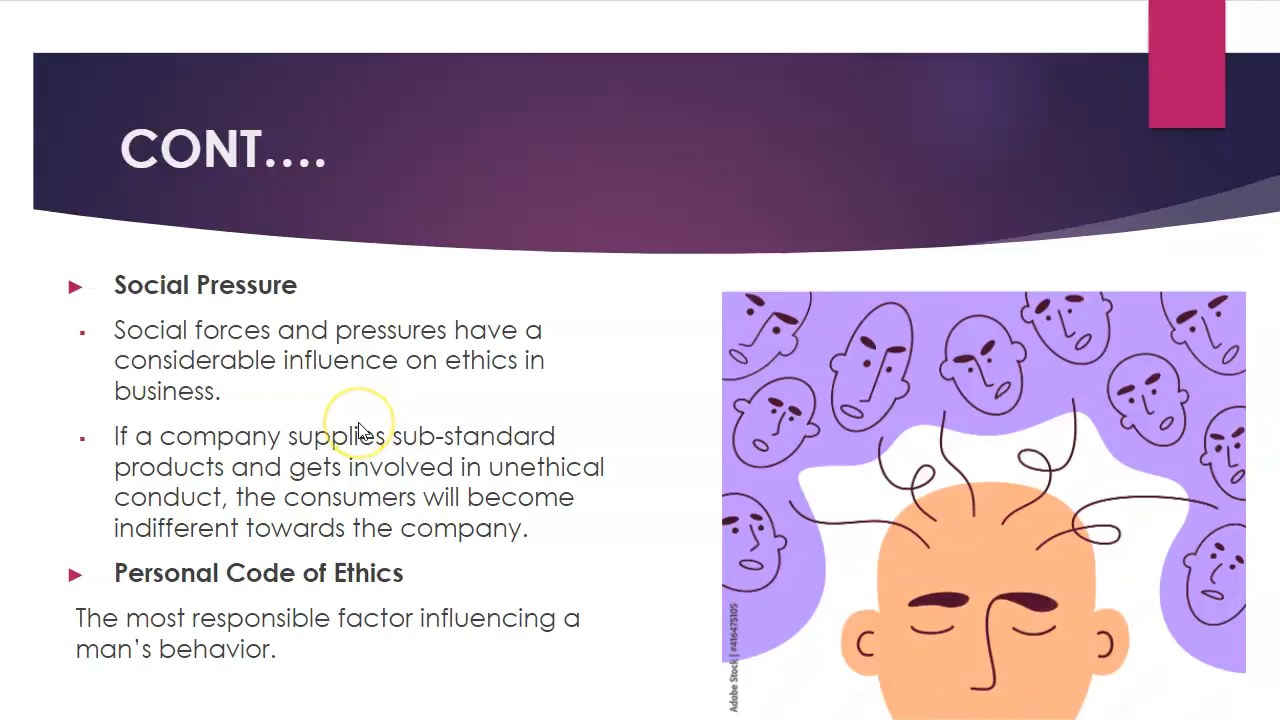 CONT....
► Social Pressure
▪ Social forces and pressures have a
considerable influence on ethics in
business.
▪ If a company supplies sub-standard
products and gets involved in unethical
conduct, the consumers will become
indifferent towards the company.
► Personal Code of Ethics
The most responsible factor influencing a
man’s behavior.
Adobe Stock | #416475105